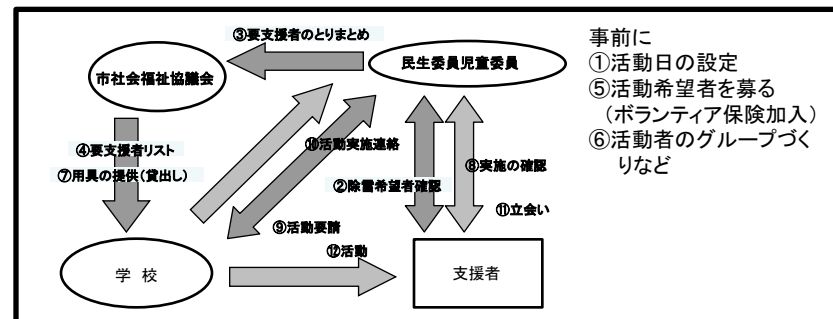 ③要支援者のとりまとめ
民生委員児童委員
市社会福祉協議会
④要支援者リスト
⑦用具の提供（貸出し）
⑩活動実施連絡
⑧実施の確認
②除雪希望者確認
⑪立会い
⑨活動要請
⑫活動
学 校
支援者
事前に
①活動日の設定
⑤活動希望者を募る
（ボランティア保険加入）
⑥活動者のグループづく
りなど